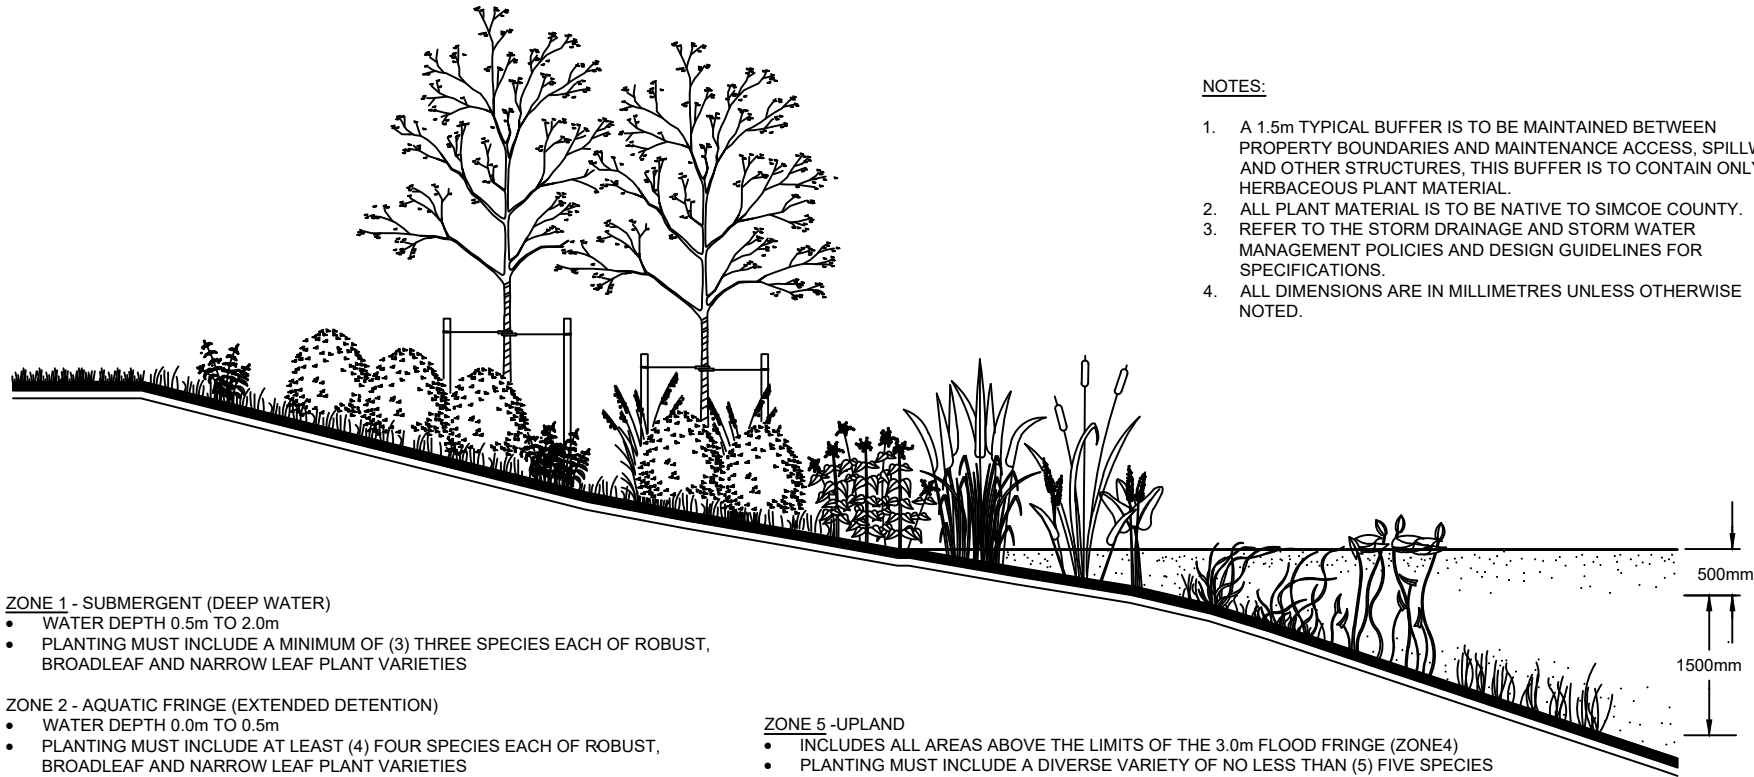 NOTES:
1. A 1.5m TYPICAL BUFFER IS TO BE MAINTAINED BETWEEN
PROPERTY BOUNDARIES AND MAINTENANCE ACCESS,
AND OTHER STRUCTURES, THIS BUFFER IS TO CONTAIN ONLY
HERBACEOUS PLANT MATERIAL.
2. ALL PLANT MATERIAL IS TO BE NATIVE TO SIMCOE COUNTY.
3. REFER TO THE STORM DRAINAGE AND STORM WATER
MANAGEMENT POLICIES AND DESIGN GUIDELINES FOR
SPECIFICATIONS.
4. ALL DIMENSIONS ARE IN MILLIMETRES UNLESS OTHERWISE
NOTED.
500mm
1500mm
ZONE 1 - SUBMERGENT (DEEP WATER)
• WATER DEPTH 0.5m TO 2.0m
• PLANTING MUST INCLUDE A MINIMUM OF (3) THREE SPECIES EACH OF ROBUST,
BROADLEAF AND NARROW LEAF PLANT VARIETIES
ZONE 2 - AQUATIC FRINGE (EXTENDED DETENTION)
• WATER DEPTH 0.0m TO 0.5m
• PLANTING MUST INCLUDE AT LEAST (4) FOUR SPECIES EACH OF ROBUST,
BROADLEAF AND NARROW LEAF PLANT VARIETIES
ZONE 5 -UPLAND
• INCLUDES ALL AREAS ABOVE THE LIMITS OF THE 3.0m FLOOD FRINGE (ZONE4)
• PLANTING MUST INCLUDE A DIVERSE VARIETY OF NO LESS THAN (5) FIVE SPECIES